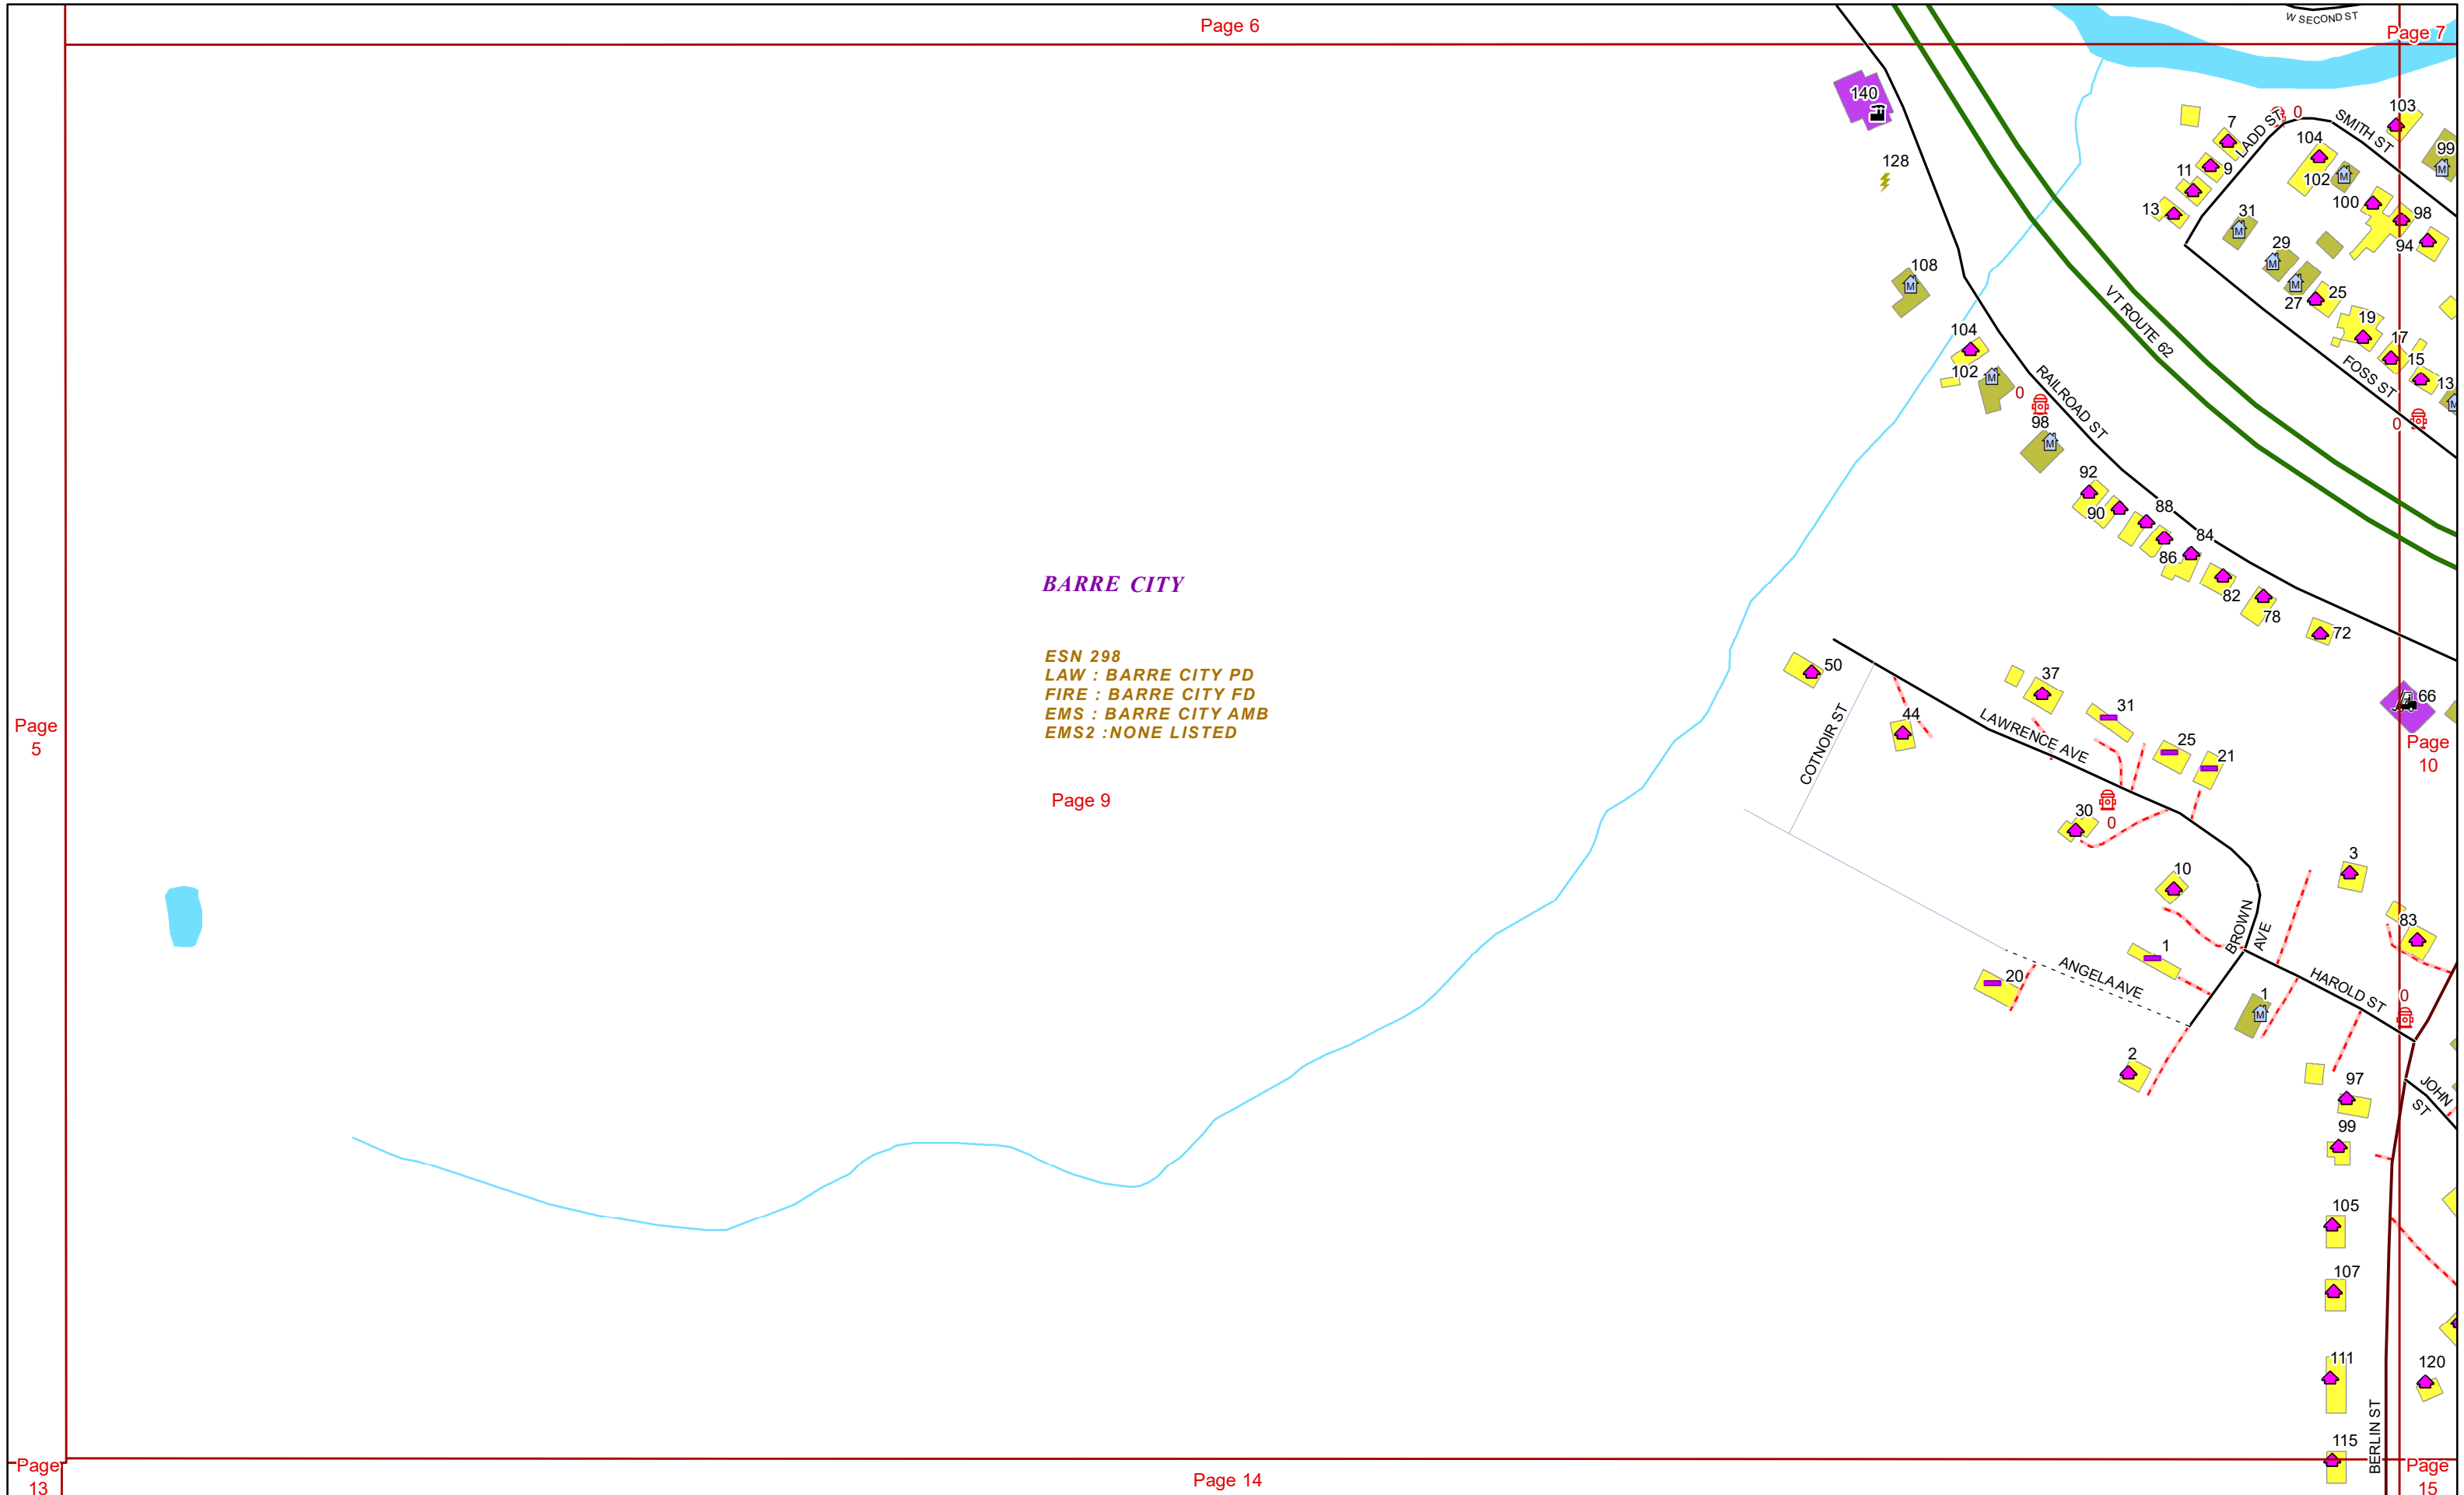 Page 6
W SECOND ST
Page 7
140
128
108
104
102
0
98
92
90
88
86
84
82
78
72
RAILROAD ST
VT ROUTE 62
LADD ST
0
SMITH ST
103
99
7
9
11
13
104
102
100
98
94
31
29
27
25
19
17
15
13
FOSS ST
0
BARRE CITY
ESN 298
LAW : BARRE CITY PD
FIRE : BARRE CITY FD
EMS : BARRE CITY AMB
EMS2 :NONE LISTED
Page 9
Page
5
50
44
37
31
25
21
66
Page
10
COTNOIR ST
LAWRENCE AVE
30
0
10
3
83
BROWN
AVE
1
20
ANGELA AVE
1
HAROLD ST
0
2
97
JOHN
ST
99
105
107
111
120
BERLIN ST
115
Page
13
Page 14
Page
15
M
M
M
M
M
M
M
M
M
M